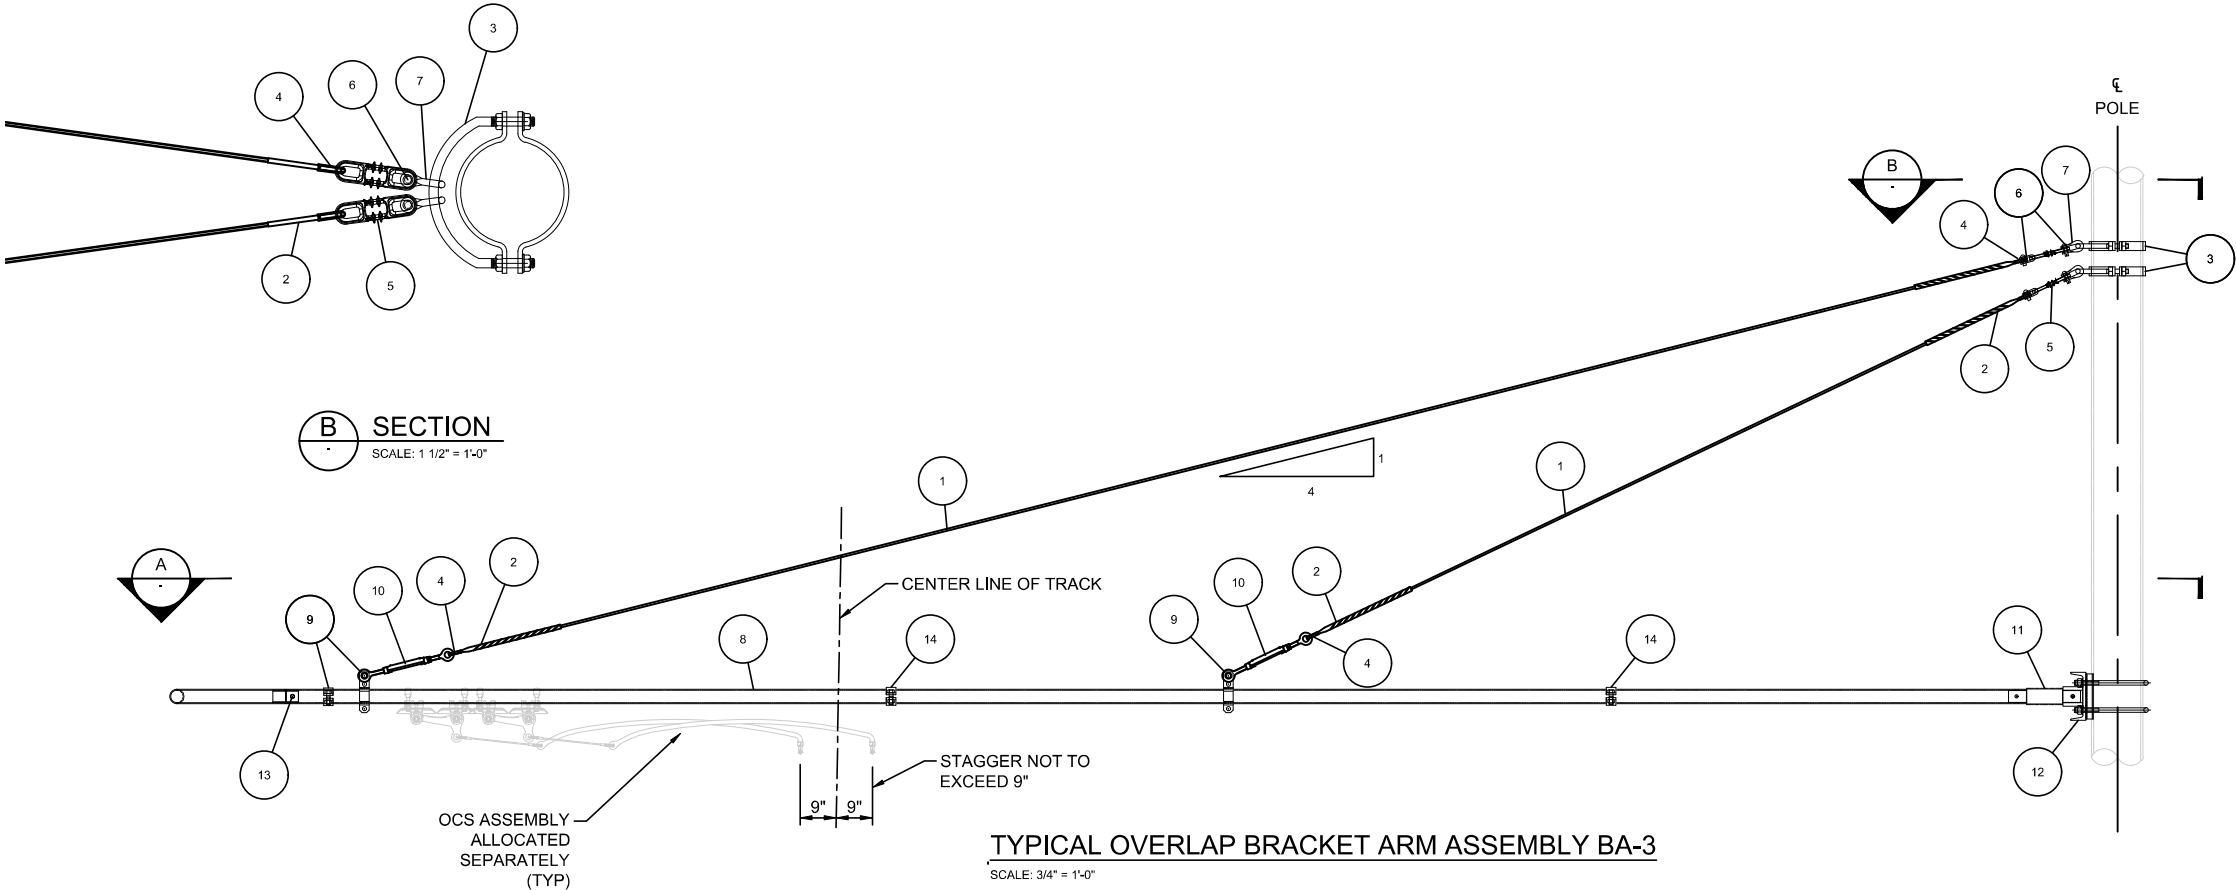 3
4
6
7
2
5
B SECTION
-
SCALE: 1 1/2" = 1'-0"
℄
POLE
B
-
7
6
4
3
2
5
1
1
1
4
A
-
9
10
4
2
CENTER LINE OF TRACK
8
14
9
10
2
4
14
11
13
12
STAGGER NOT TO
EXCEED 9"
9" 9"
OCS ASSEMBLY
ALLOCATED
SEPARATELY
(TYP)
TYPICAL OVERLAP BRACKET ARM ASSEMBLY BA-3
SCALE: 3/4" = 1'-0"